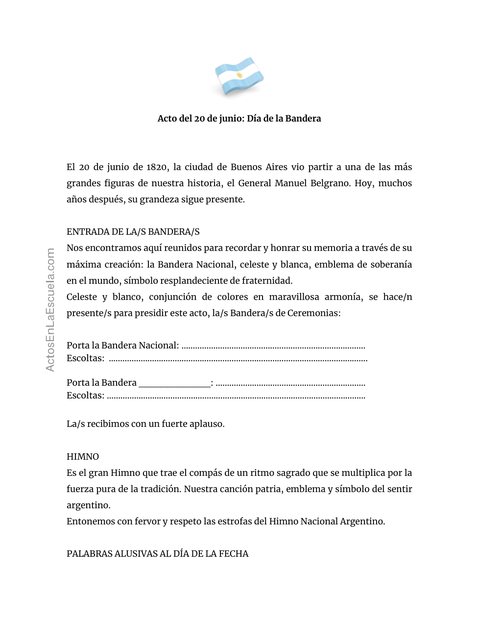 Acto del 20 de junio: Día de la Bandera
El 20 de junio de 1820, la ciudad de Buenos Aires vio partir a una de las más
grandes figuras de nuestra historia, el General Manuel Belgrano. Hoy, muchos
años después, su grandeza sigue presente.
ENTRADA DE LA/S BANDERA/S
Nos encontramos aquí reunidos para recordar y honrar su memoria a través de su
máxima creación: la Bandera Nacional, celeste y blanca, emblema de soberanía
en el mundo, símbolo resplandeciente de fraternidad.
Celeste y blanco, conjunción de colores en maravillosa armonía, se hace/n
presente/s para presidir este acto, la/s Bandera/s de Ceremonias:
Porta la Bandera Nacional: ......................................................................
Escoltas: ....................................................................................................
Porta la Bandera ______________: .........................................................
Escoltas: ....................................................................................................
La/s recibimos con un fuerte aplauso.
HIMNO
Es el gran Himno que trae el compás de un ritmo sagrado que se multiplica por la
fuerza pura de la tradición. Nuestra canción patria, emblema y símbolo del sentir
argentino.
Entonemos con fervor y respeto las estrofas del Himno Nacional Argentino.
PALABRAS ALUSIVAS AL DÍA DE LA FECHA
ActosEnLaEscuela.com